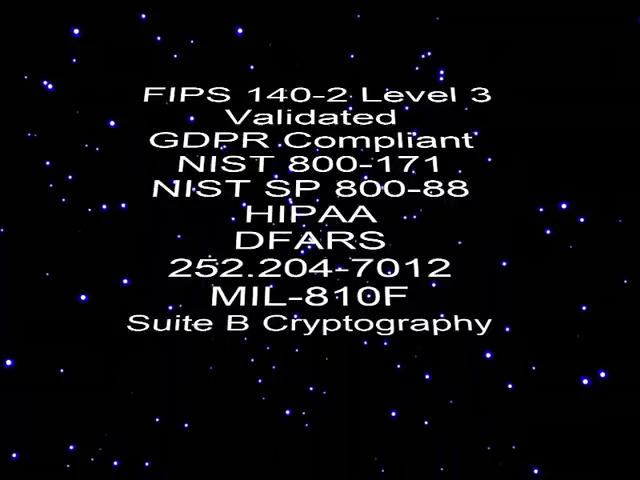 FIPS 140-2 Level 3
Validated
GDPR Compliant
NIST 800-171
NIST SP 800-88
HIPAA
DFARS
252.204-7012
MIL-810F
Suite B Cryptography